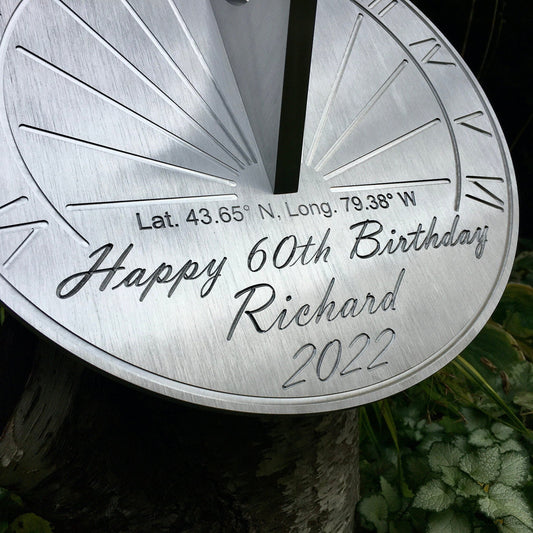 Lat. 43.65° N, Long. 79.38° W
Happy 60th Birthday
Richard
2022